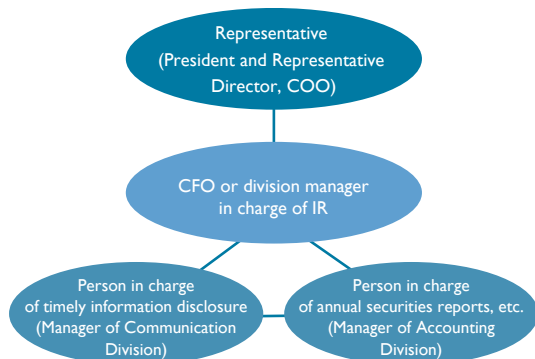 Representative
(President and Representative
Director, COO)
CFO or division manager
in charge of IR
Person in charge
of timely information disclosure
(Manager of Communication
Division)
Person in charge
of annual securities reports, etc.
(Manager of Accounting
Division)